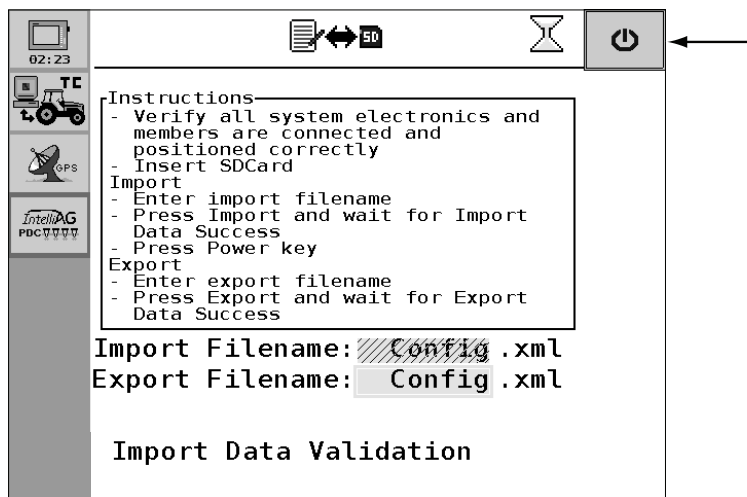 SD
02:23
TC
GPS
IntelliAG
PDC
Instructions
- Verify all system electronics and
members are connected and
positioned correctly
- Insert SDCard
Import
- Enter import filename
- Press Import and wait for Import
Data Success
- Press Power key
Export
- Enter export filename
- Press Export and wait for Export
Data Success
Import Filename: Config .xml
Export Filename: Config .xml
Import Data Validation